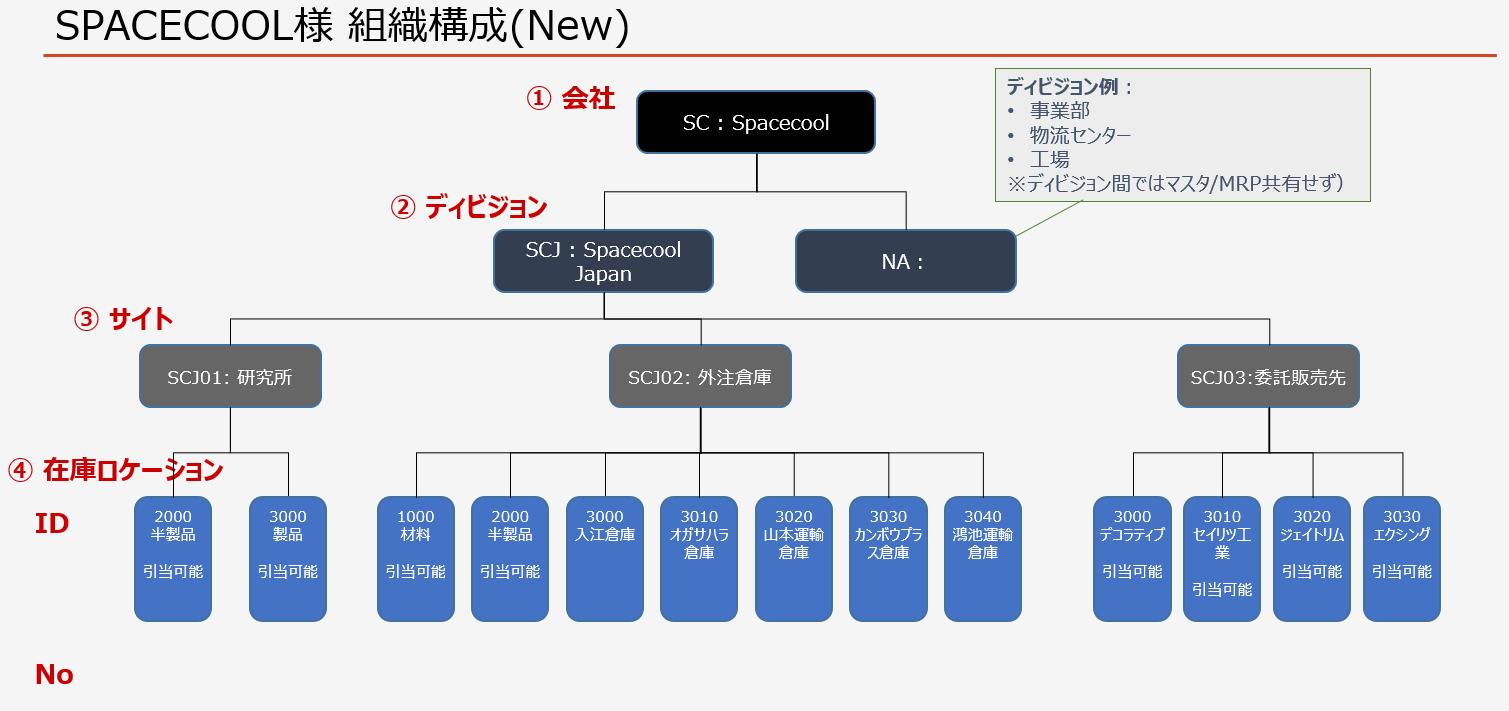 SPACECOOL様 組織構成(New)
① 会社
SC : Spacecool
ディビジョン例 :
• 事業部
• 物流センター
• 工場
※ディビジョン間ではマスタ/MRP共有せず）
② ディビジョン
SCJ : Spacecool
Japan
NA :
③ サイト
SCJ01: 研究所
SCJ02: 外注倉庫
SCJ03:委託販売先
④ 在庫ロケーション
ID
2000
半製品
引当可能
3000
製品
引当可能
1000
材料
引当可能
2000
半製品
引当可能
3000
入江倉庫
3010
オガサハラ
倉庫
3020
山本運輸
倉庫
3030
カンボウプラ
ス倉庫
3040
鴻池運輸
倉庫
3000
デコラティブ
引当可能
3010
セイリツ工
業
引当可能
3020
ジェイトリム
引当可能
3030
エクシング
引当可能
No